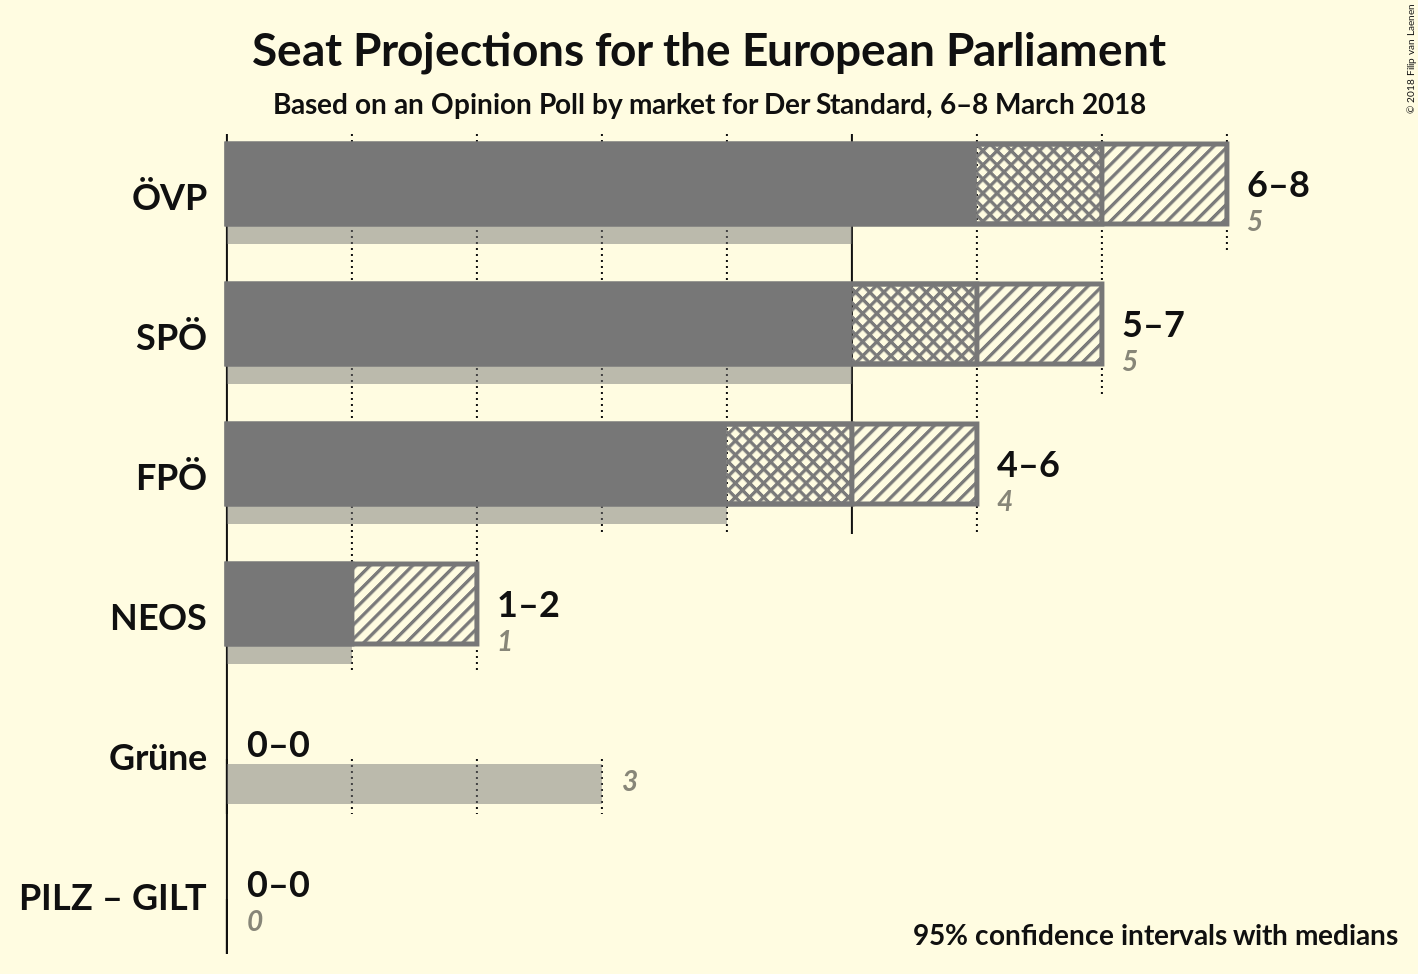 Seat Projections for the European Parliament
Based on an Opinion Poll by market for Der Standard, 6–8 March 2018
© 2018 Filip van Laenen
ÖVP
6–8
5
SPÖ
5–7
5
FPÖ
4–6
4
NEOS
1–2
1
Grüne
0–0
3
PILZ – GILT
0–0
0
95% confidence intervals with medians